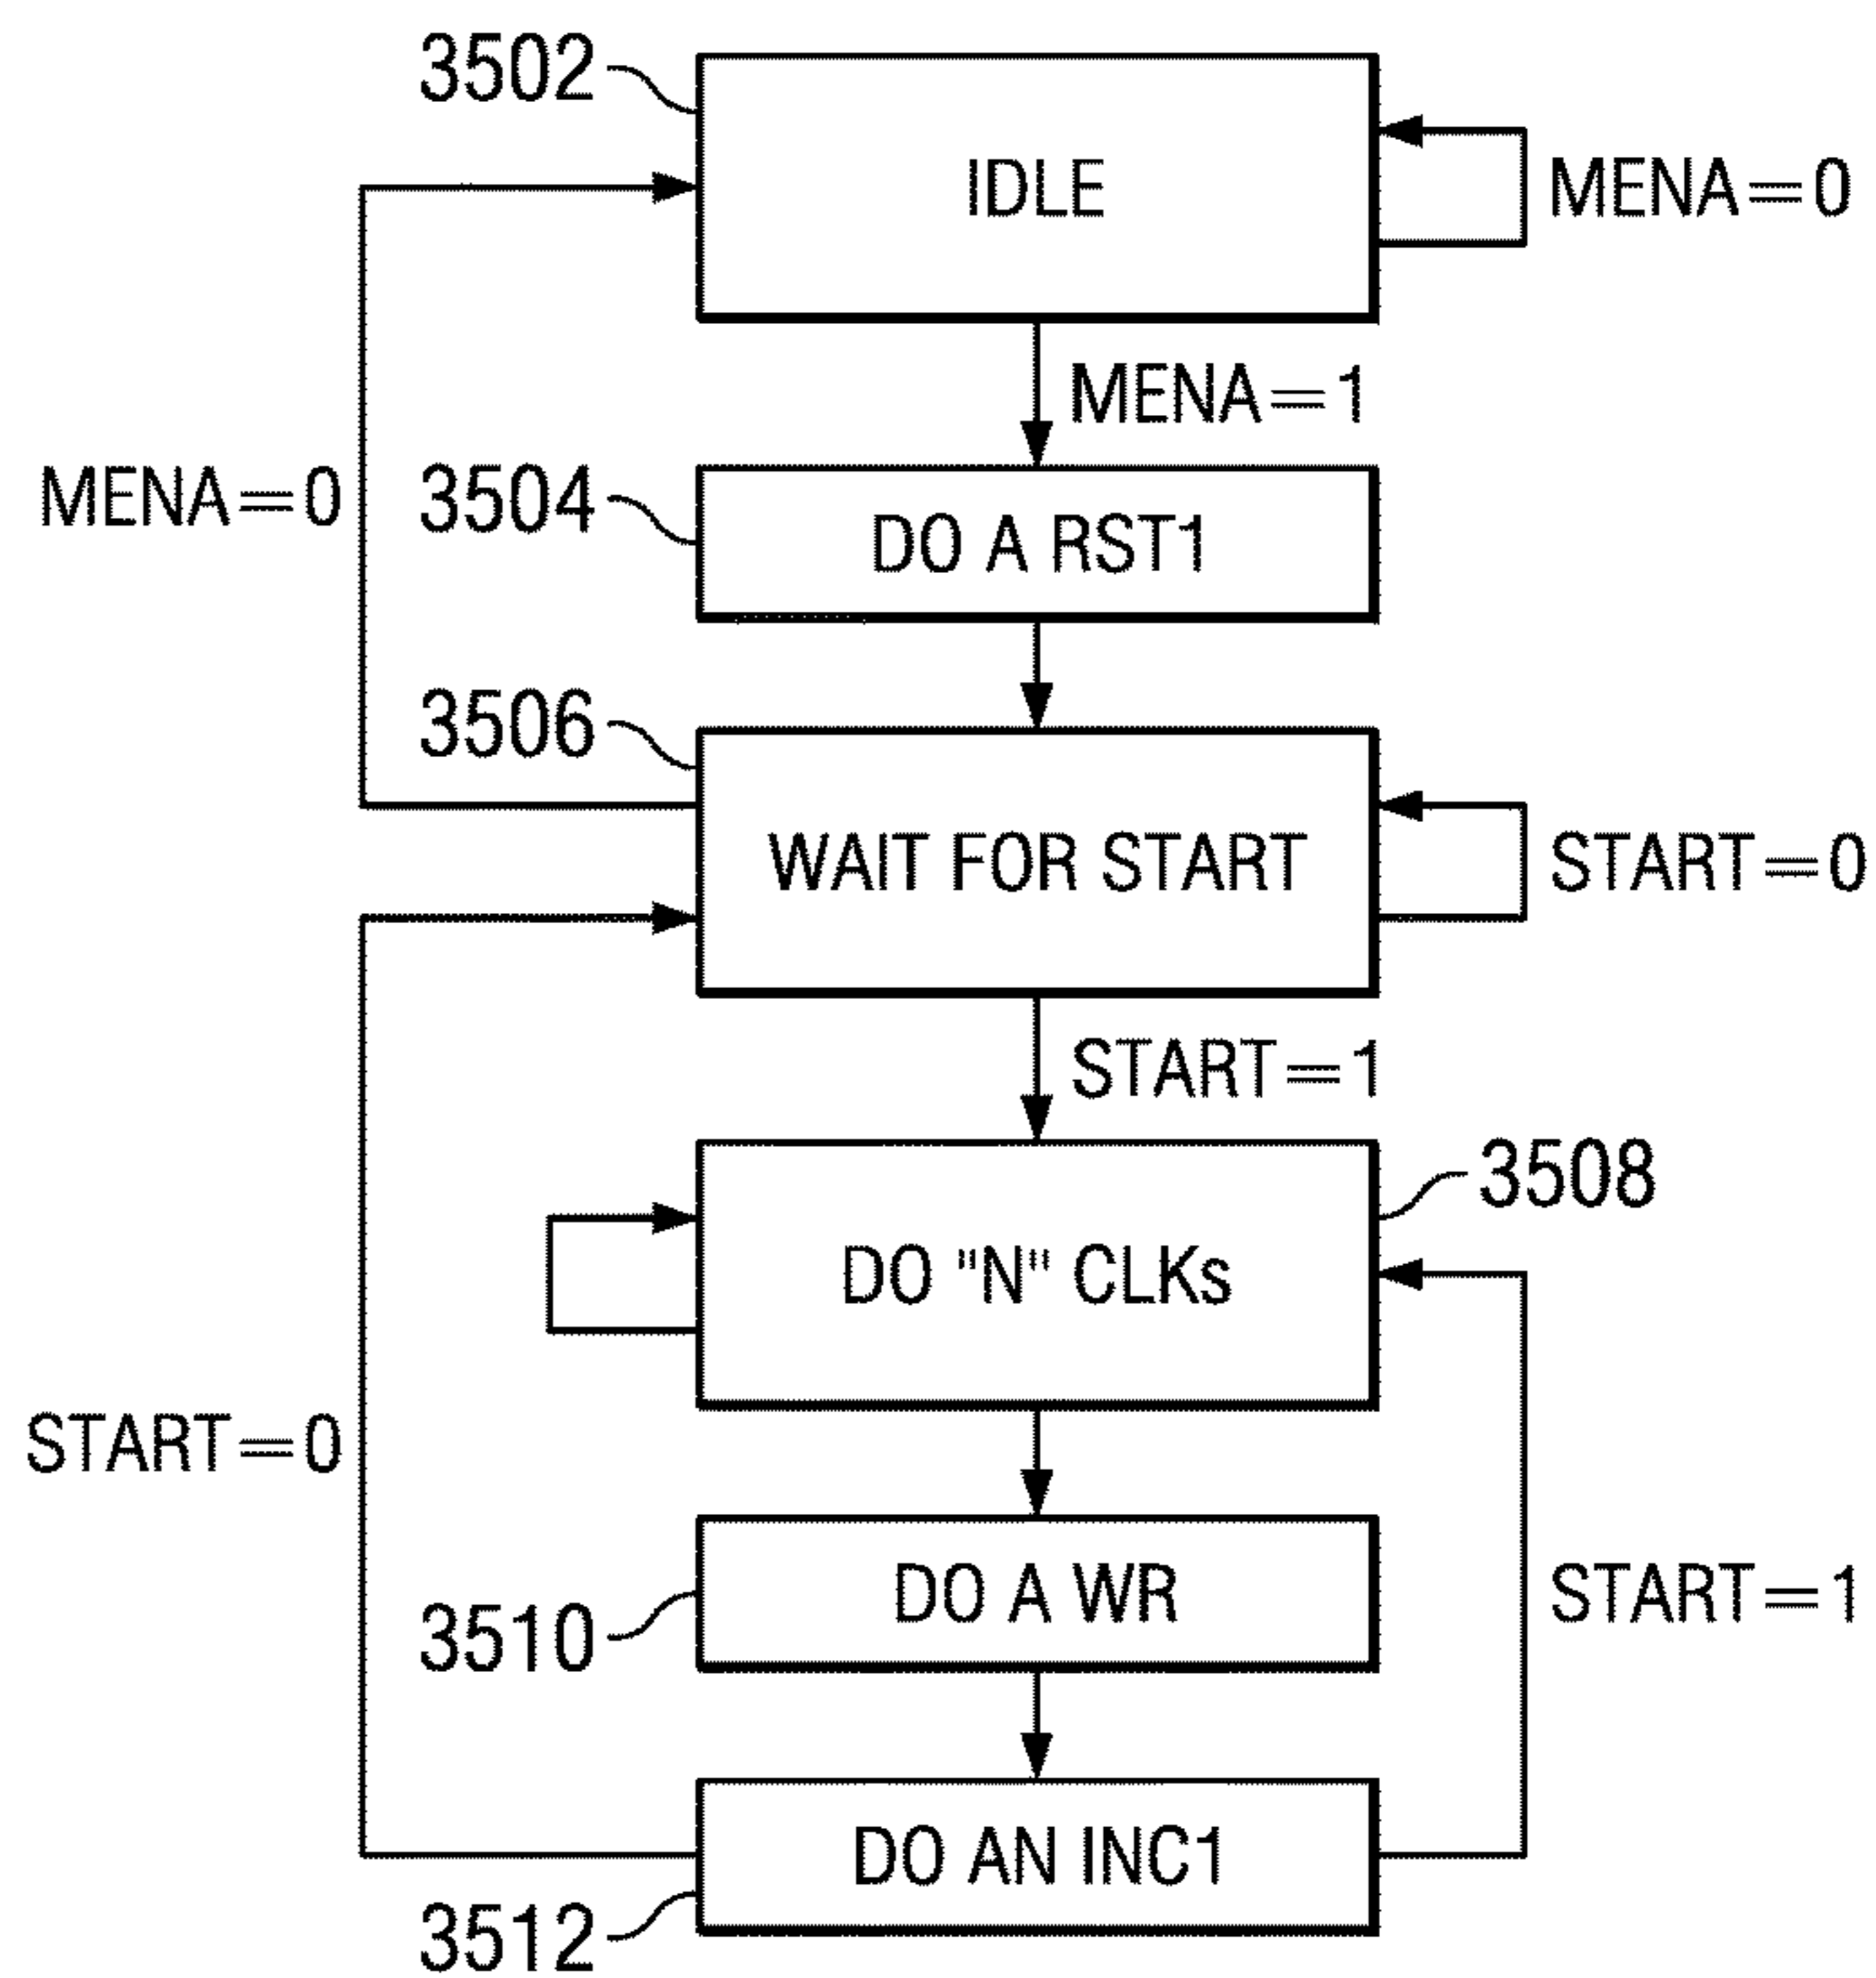 3502
IDLE
MENA=0
MENA=1
MENA=0
3504
DO A RST1
3506
WAIT FOR START
START=0
START=1
3508
DO "N" CLKs
START=0
3510
DO A WR
START=1
DO AN INC1
3512